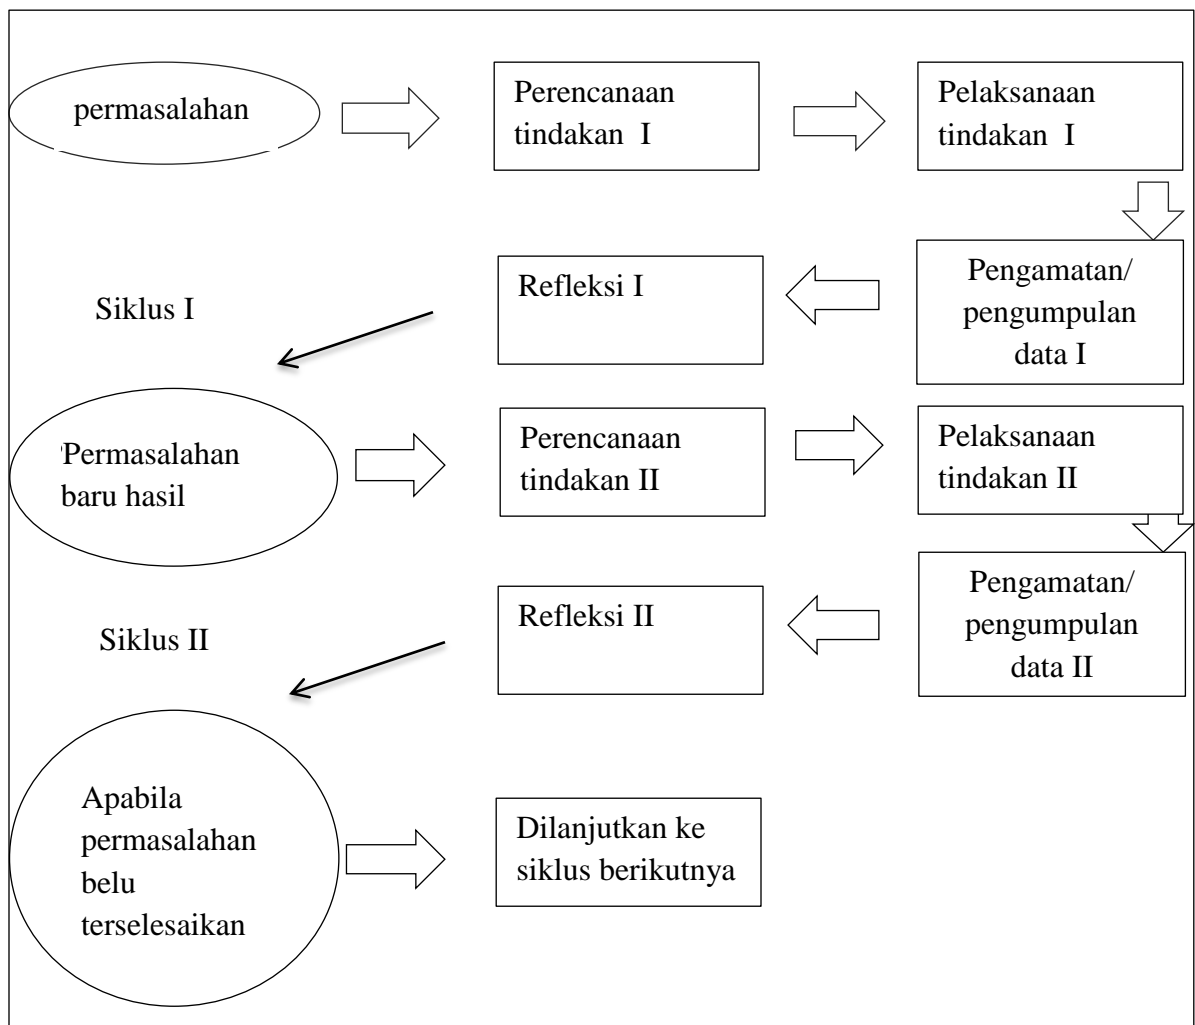 permasalahan
Perencanaan
tindakan I
Pelaksanaan
tindakan I
Siklus I
Refleksi I
Pengamatan/
pengumpulan
data I
Permasalahan
baru hasil
Perencanaan
tindakan II
Pelaksanaan
tindakan II
Siklus II
Refleksi II
Pengamatan/
pengumpulan
data II
Apabila
permasalahan
belu
terselesaikan
Dilanjutkan ke
siklus berikutnya